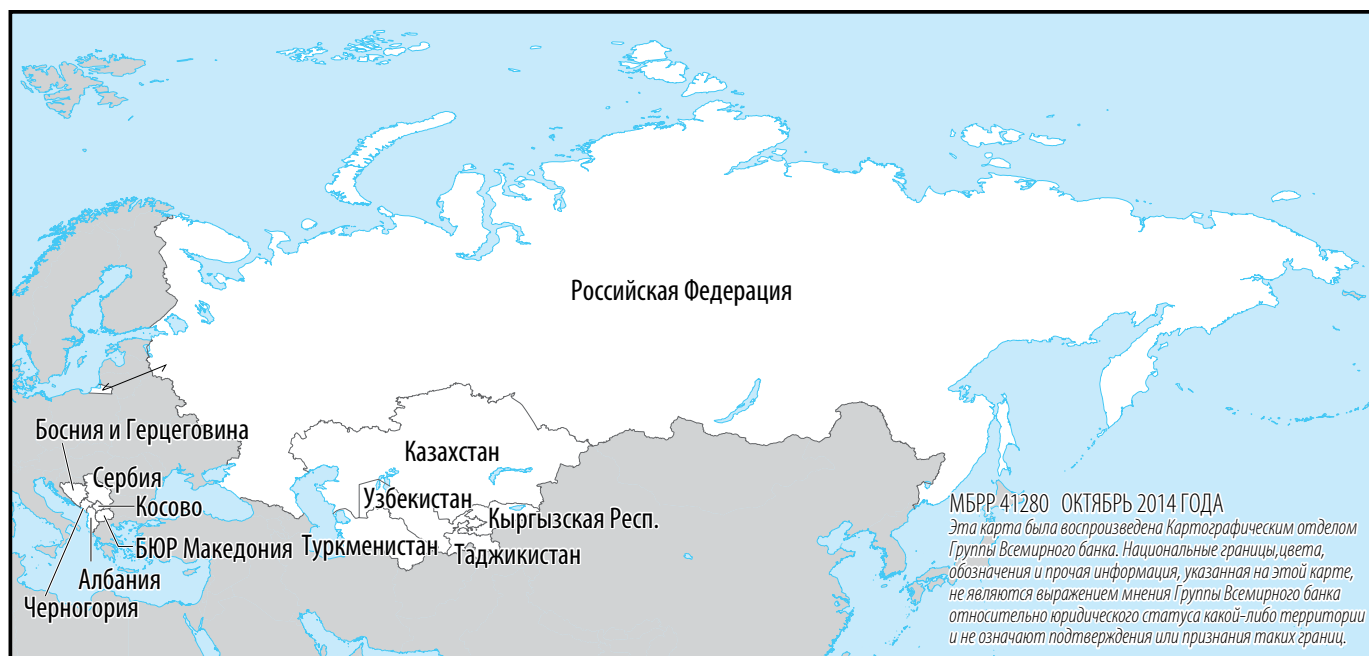 Российская Федерация
Босния и Герцеговина
Казахстан
Сербия
Узбекистан
Косово
Кыргызская Респ.
БЮР Македония
Туркменистан
Таджикистан
Албания
Черногория
МБРР 41280 ОКТЯБРЬ 2014 ГОДА
Эта карта была воспроизведена Картографическим отделом
Группы Всемирного банка. Национальные границы,цвета,
обозначения и прочая информация, указанная на этой карте,
не являются выражением мнения Группы Всемирного банка
относительно юридического статуса какой-либо территории
и не означают подтверждения или признания таких границ.